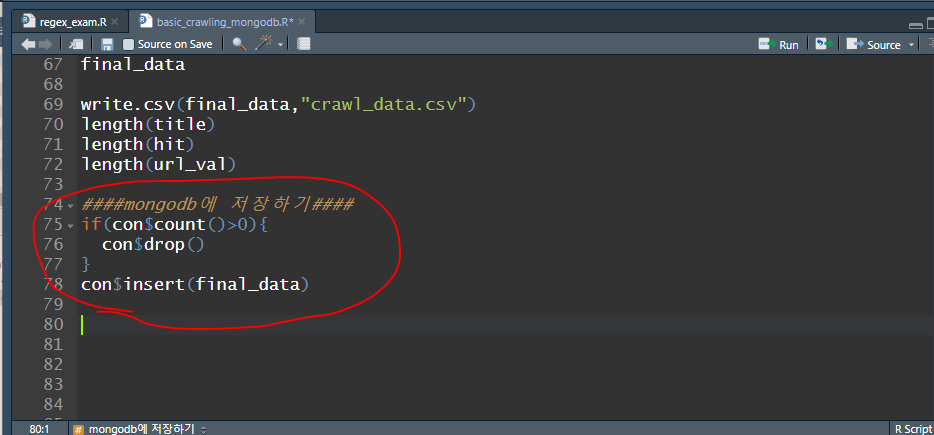 regex_exam.R
basic_crawling_mongodb.R*
Source on Save
Run
Source
67 final_data
68
69 write.csv(final_data,"crawl_data.csv")
70 length(title)
71 length(hit)
72 length(url_val)
73
74 ####mongodb에 저장하기####
75 if(con$count()>0){
76   con$drop()
77 }
78 con$insert(final_data)
79
80
81
82
83
84
80:1 # mongodb에 저장하기
R Script